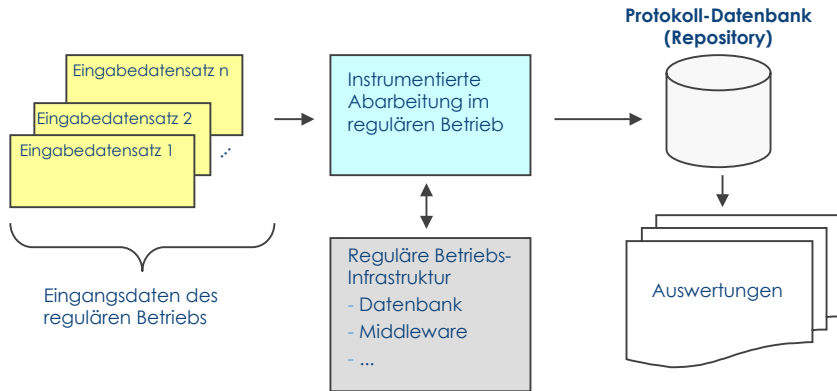 Protokoll-Datenbank
(Repository)
Eingabedatensatz n
Eingabedatensatz 2
Eingabedatensatz 1
...
Instrumentierte
Abarbeitung im
regulären Betrieb
Reguläre Betriebs-
Infrastruktur
- Datenbank
- Middleware
- ...
Eingangsdaten des
regulären Betriebs
Auswertungen